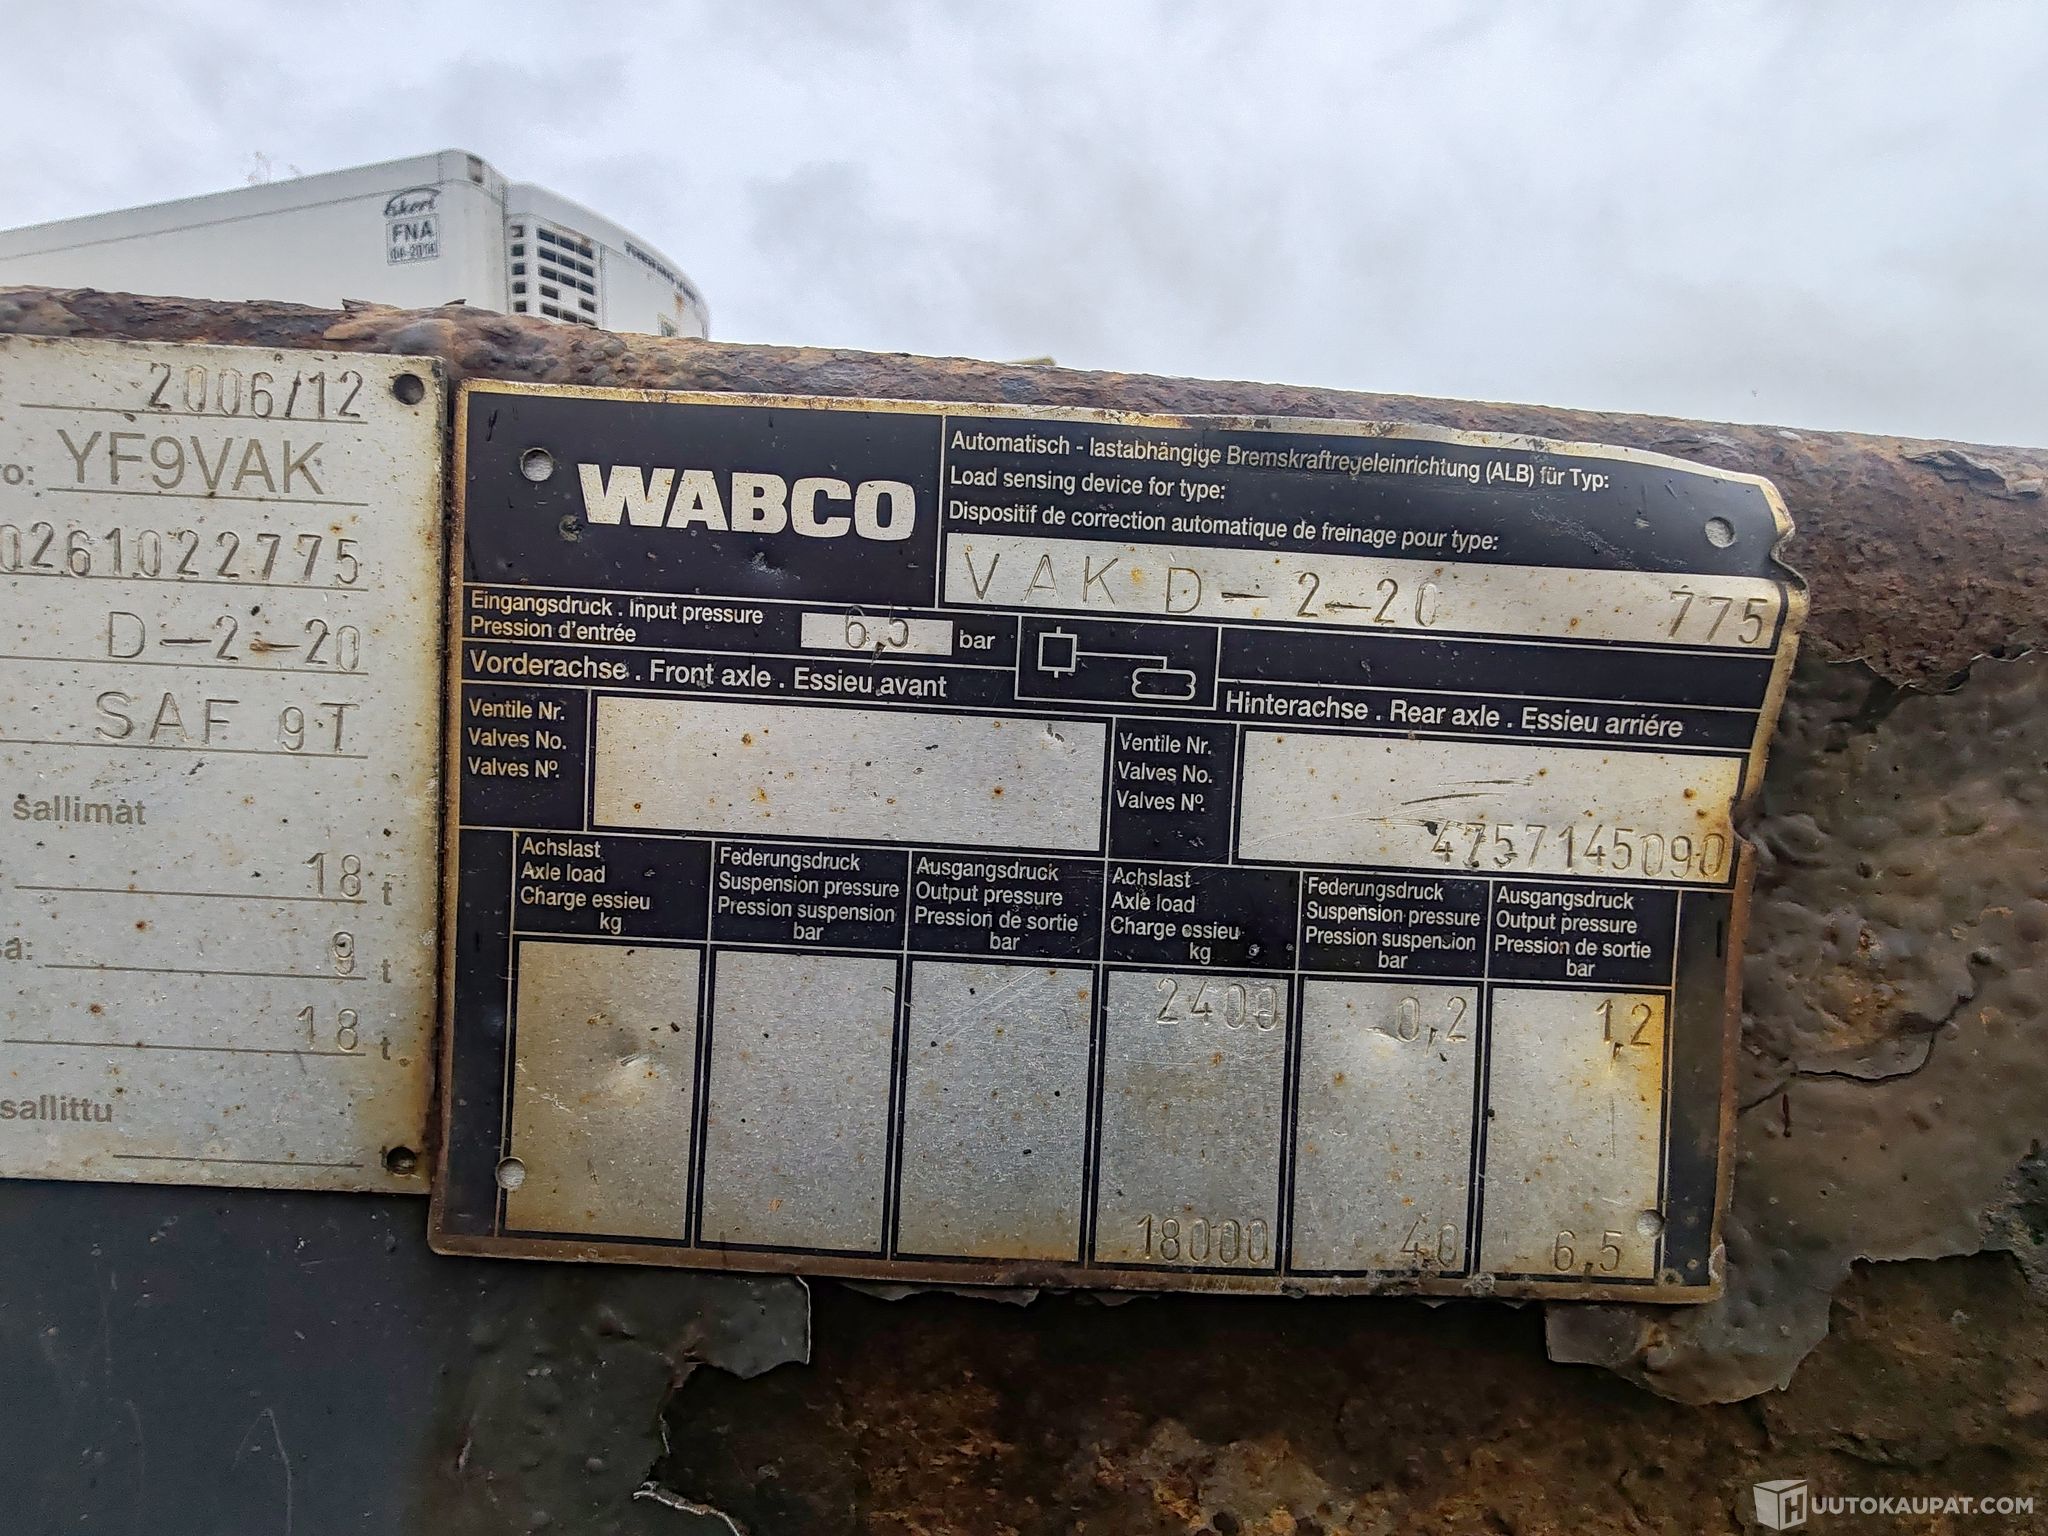 ekeri
FNA
2006/12
ro: YF9VAK
0261022775
D-2-20
SAF 9T
sallimat
18 t
sa: 9 t
18 t
sallittu
WABCO
Automatisch - lastabhängige Bremskraftregeleinrichtung (ALB) für Typ:
Load sensing device for type:
Dispositif de correction automatique de freinage pour type:
VAK D-2-20 775
Eingangsdruck . Input pressure
Pression d'entrée
6,5 bar
Vorderachse . Front axle . Essieu avant
Hinterachse . Rear axle . Essieu arriére
Ventile Nr.
Valves No.
Valves Nº.
Ventile Nr.
Valves No.
Valves Nº.
4757145090
Achslast
Axle load
Charge essieu
kg
Federungsdruck
Suspension pressure
Pression suspension
bar
Ausgangsdruck
Output pressure
Pression de sortie
bar
Achslast
Axle load
Charge essieu
kg
Federungsdruck
Suspension pressure
Pression suspension
bar
Ausgangsdruck
Output pressure
Pression de sortie
bar
2400 0,2 1,2
18000 4,0 6,5
HUUTOKAUPAT.COM